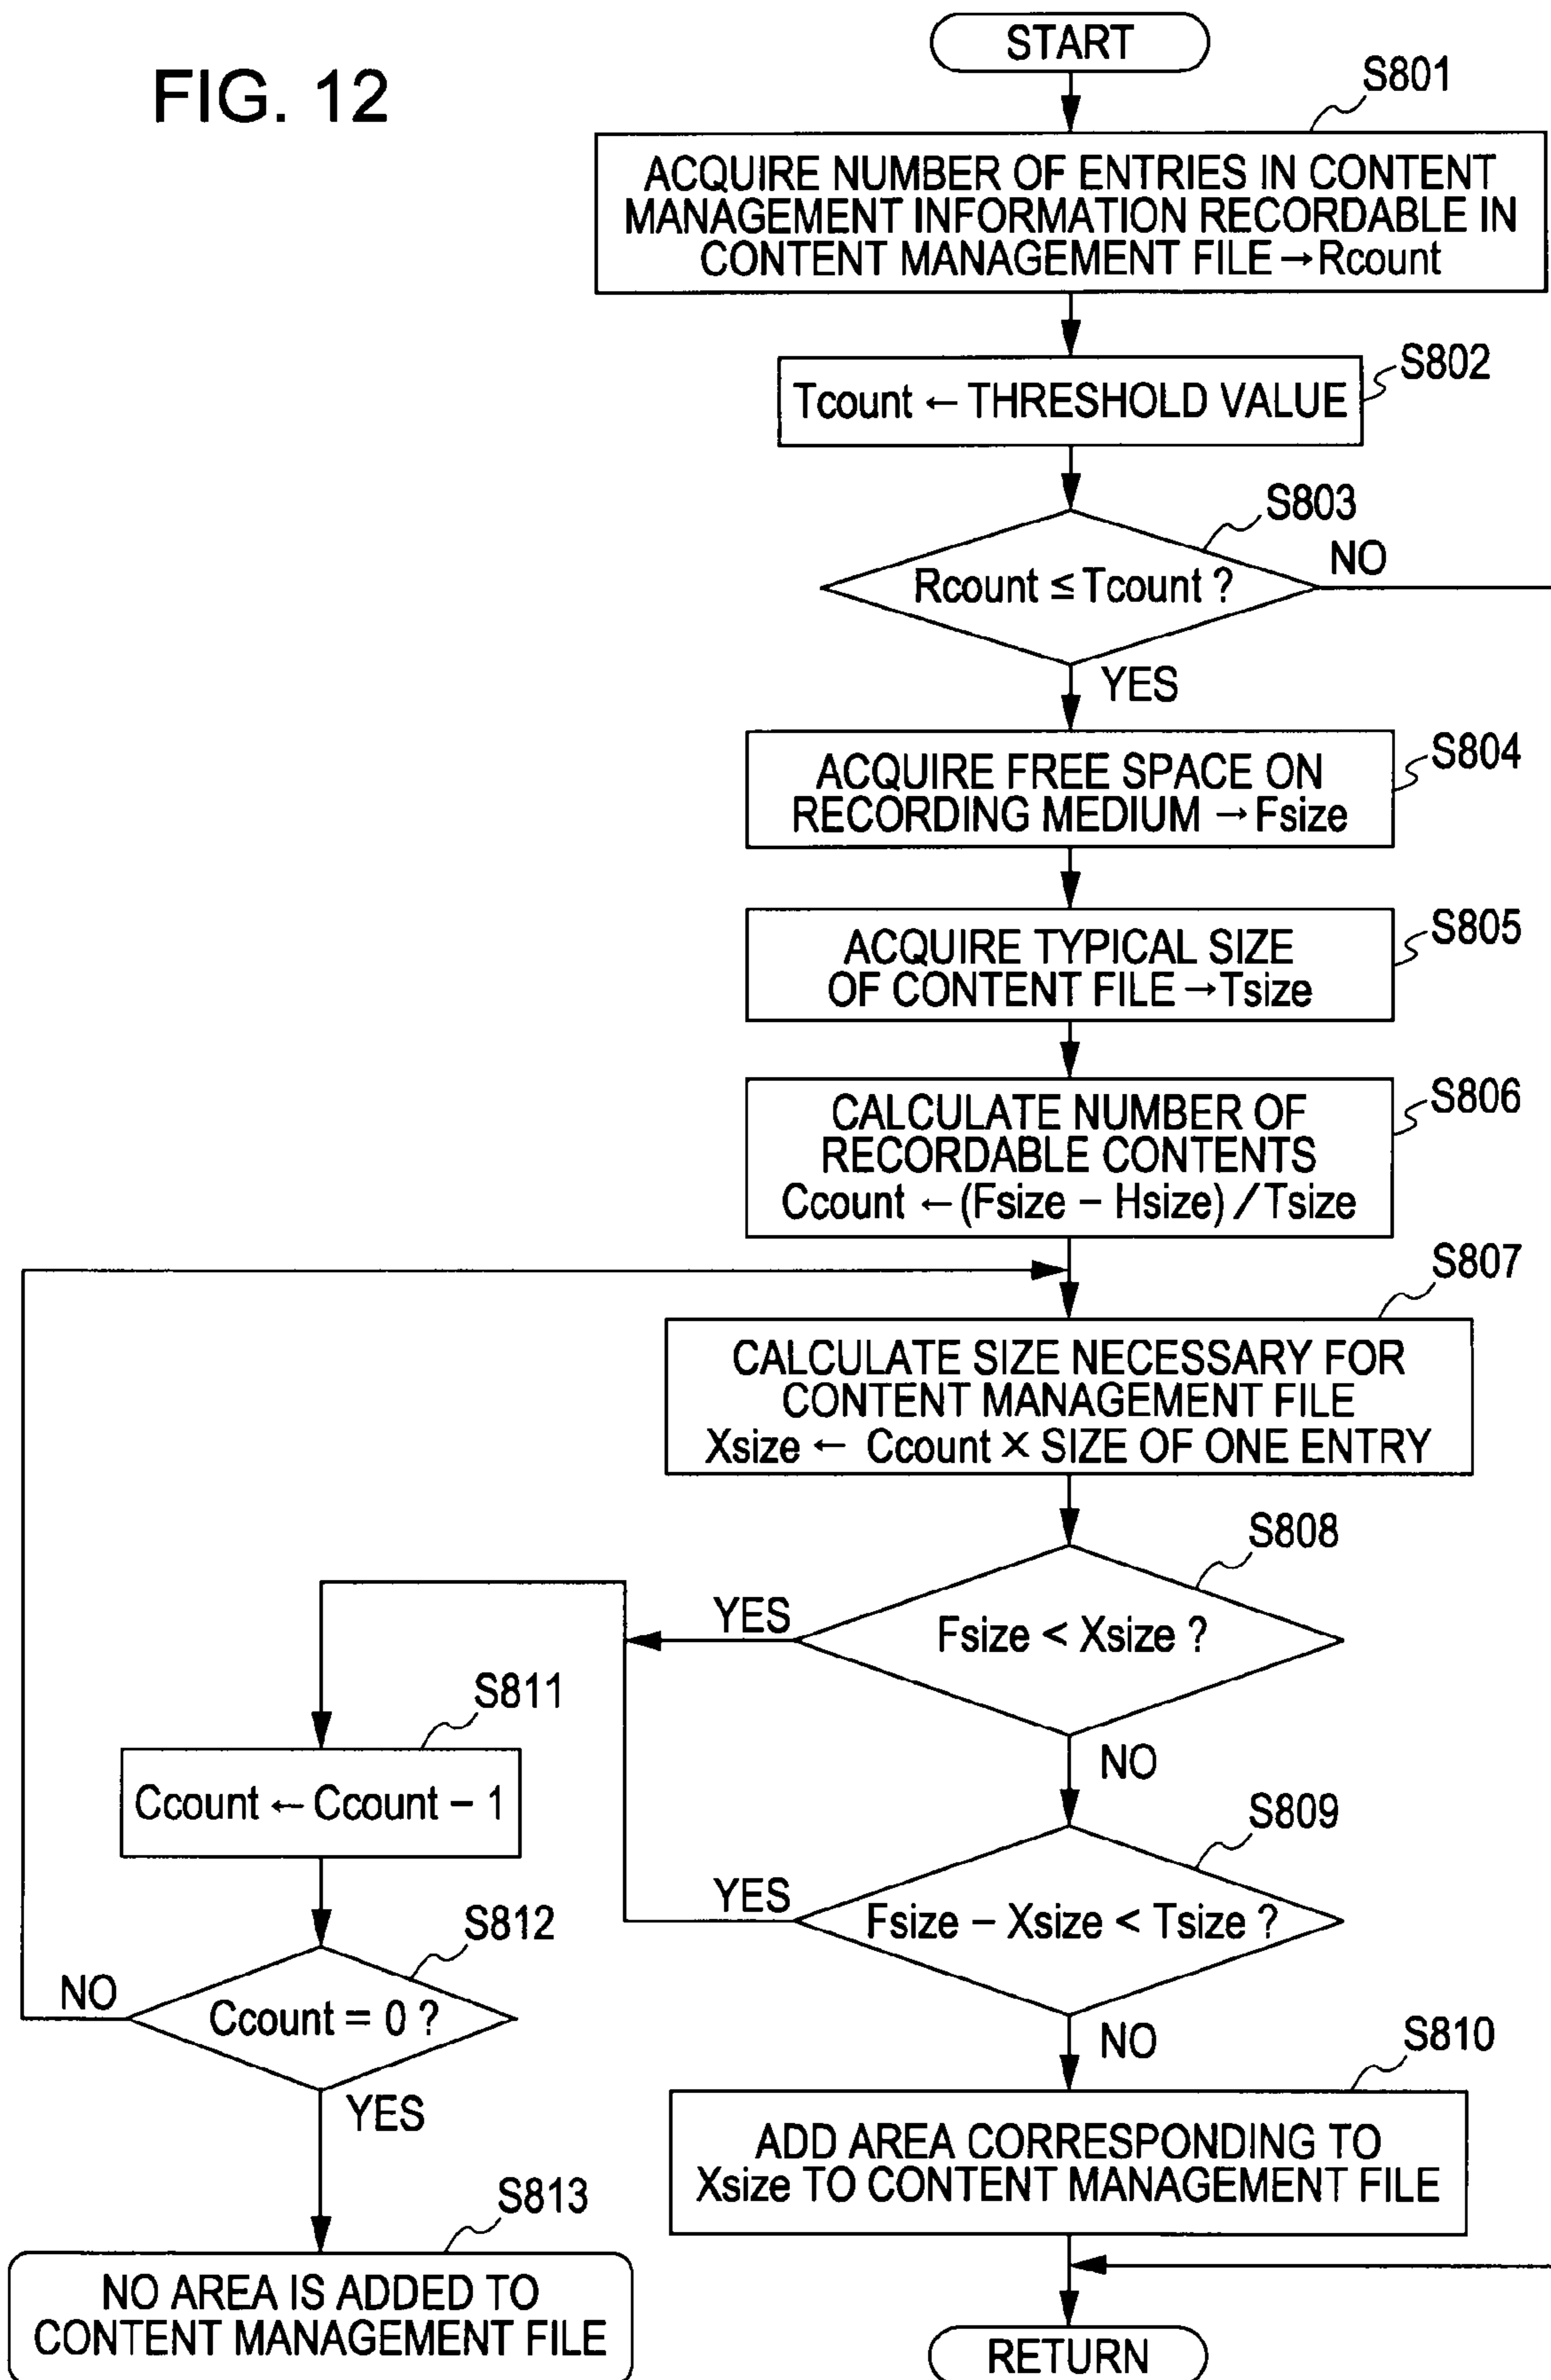 FIG. 12
START
S801
ACQUIRE NUMBER OF ENTRIES IN CONTENT
MANAGEMENT INFORMATION RECORDABLE IN
CONTENT MANAGEMENT FILE → Rcount
S802
Tcount ← THRESHOLD VALUE
S803
Rcount ≤ Tcount ?
NO
YES
S804
ACQUIRE FREE SPACE ON
RECORDING MEDIUM → Fsize
S805
ACQUIRE TYPICAL SIZE
OF CONTENT FILE → Tsize
S806
CALCULATE NUMBER OF
RECORDABLE CONTENTS
Ccount ← (Fsize − Hsize) / Tsize
S807
CALCULATE SIZE NECESSARY FOR
CONTENT MANAGEMENT FILE
Xsize ← Ccount × SIZE OF ONE ENTRY
S808
Fsize < Xsize ?
YES
NO
S811
Ccount ← Ccount − 1
S809
Fsize − Xsize < Tsize ?
YES
NO
S812
Ccount = 0 ?
NO
YES
S810
ADD AREA CORRESPONDING TO
Xsize TO CONTENT MANAGEMENT FILE
S813
NO AREA IS ADDED TO
CONTENT MANAGEMENT FILE
RETURN